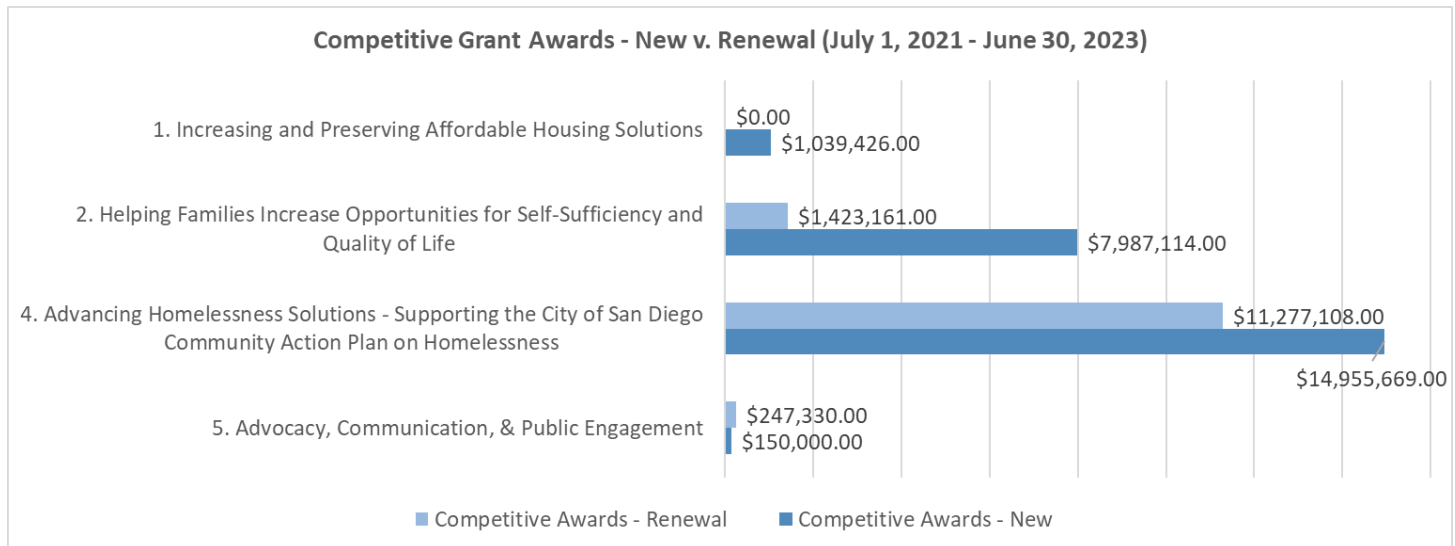 Competitive Grant Awards - New v. Renewal (July 1, 2021 - June 30, 2023)
1. Increasing and Preserving Affordable Housing Solutions
$0.00
$1,039,426.00
2. Helping Families Increase Opportunities for Self-Sufficiency and
Quality of Life
$1,423,161.00
$7,987,114.00
4. Advancing Homelessness Solutions - Supporting the City of San Diego
Community Action Plan on Homelessness
$11,277,108.00
$14,955,669.00
5. Advocacy, Communication, & Public Engagement
$247,330.00
$150,000.00
Competitive Awards - Renewal
Competitive Awards - New